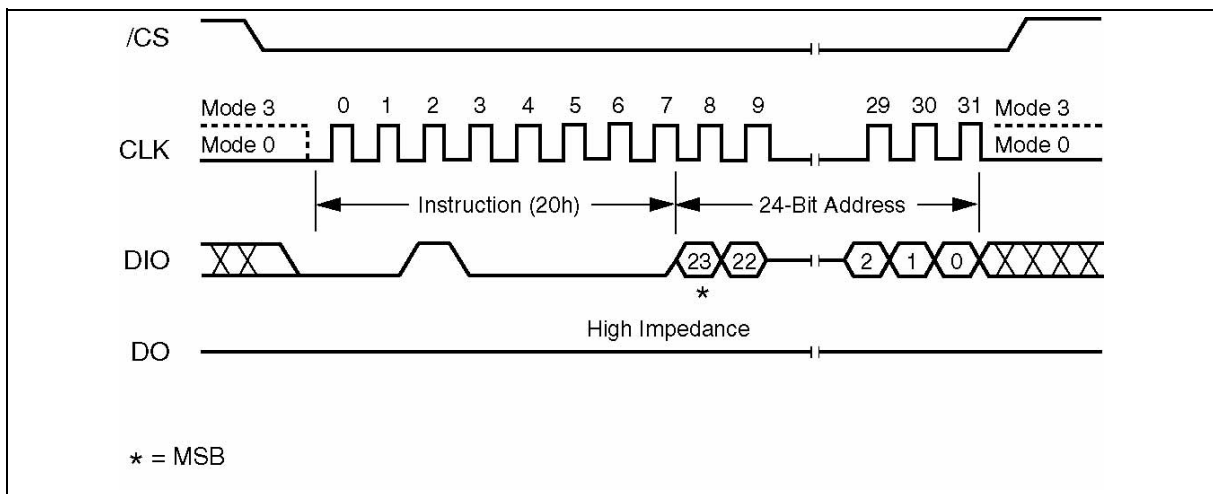 /CS
Mode 3 0 1 2 3 4 5 6 7 8 9 29 30 31 Mode 3
CLK Mode 0 Mode 0
Instruction (20h) 24-Bit Address
DIO 23 22 2 1 0
*
High Impedance
DO
* = MSB